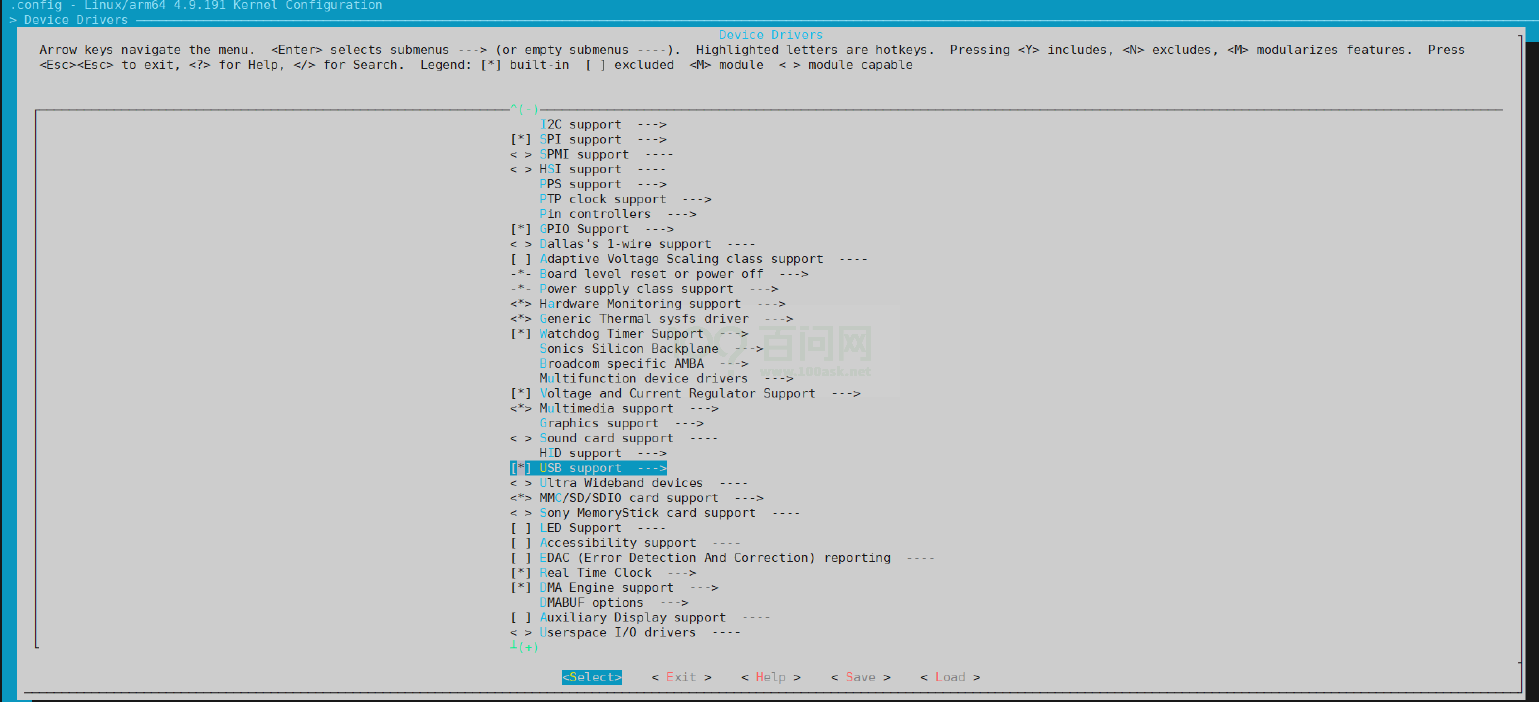 .config - Linux/arm64 4.9.191 Kernel Configuration
> Device Drivers
Device Drivers
Arrow keys navigate the menu.  <Enter> selects submenus ---> (or empty submenus ----).  Highlighted letters are hotkeys.  Pressing <Y> includes, <N> excludes, <M> modularizes features.  Press
<Esc><Esc> to exit, <?> for Help, </> for Search.  Legend: [*] built-in  [ ] excluded  <M> module  < > module capable
^(-)
I2C support  --->
[*] SPI support  --->
< > SPMI support  ----
< > HSI support  ----
PPS support  --->
PTP clock support  --->
Pin controllers  --->
[*] GPIO Support  --->
< > Dallas's 1-wire support  ----
[ ] Adaptive Voltage Scaling class support  ----
-*- Board level reset or power off  --->
-*- Power supply class support  --->
<*> Hardware Monitoring support  --->
<*> Generic Thermal sysfs driver  --->
[*] Watchdog Timer Support  --->
Sonics Silicon Backplane  --->
Broadcom specific AMBA  --->
Multifunction device drivers  --->
[*] Voltage and Current Regulator Support  --->
<*> Multimedia support  --->
Graphics support  --->
< > Sound card support  ----
HID support  --->
[*] USB support  --->
< > Ultra Wideband devices  ----
<*> MMC/SD/SDIO card support  --->
< > Sony MemoryStick card support  ----
[ ] LED Support  ----
[ ] Accessibility support  ----
[ ] EDAC (Error Detection And Correction) reporting  ----
[*] Real Time Clock  --->
[*] DMA Engine support  --->
DMABUF options  --->
[ ] Auxiliary Display support  ----
< > Userspace I/O drivers  ----
┴(+)
<Select>    < Exit >    < Help >    < Save >    < Load >
百问网
www.100ask.net